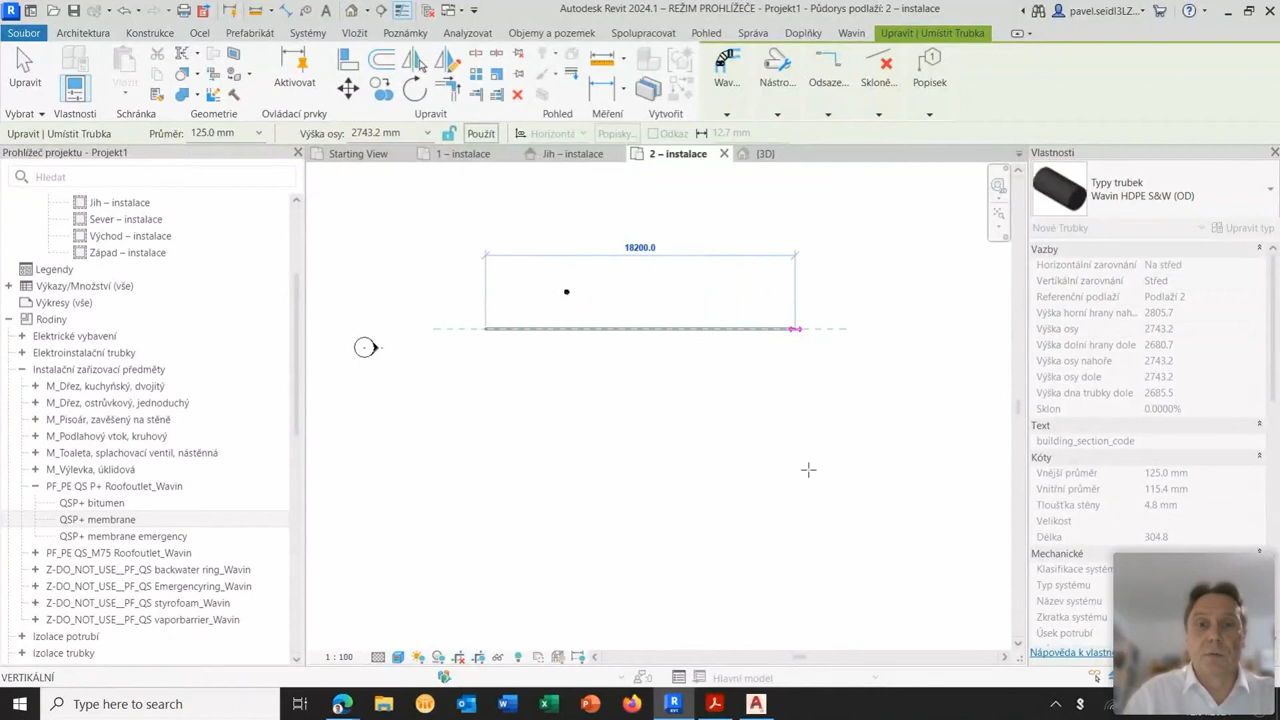 Autodesk Revit 2024.1 – REŽIM PROHLÍŽEČE - Projekt1 - Půdorys podlaží: 2 – instalace
pavel.seidl3LZ...
Soubor Architektura Konstrukce Ocel Prefabrikát Systémy Vložit Poznámky Analyzovat Objemy a pozemek Spolupracovat Pohled Správa Doplňky Wavin Upravit | Umístit Trubka
Upravit Vložit Aktivovat Wav... Nástro... Odsaze... Skloně... Popisek
Vybrat Vlastnosti Schránka Geometrie Ovládací prvky Upravit Pohled Měření Vytvořit
Upravit | Umístit Trubka Průměr: 125.0 mm Výška osy: 2743.2 mm Použít Horizontá Popisky... Odkaz 12.7 mm
Prohlížeč projektu - Projekt1
Starting View 1 – instalace Jih – instalace 2 – instalace {3D}
Hledat
Jih – instalace
Sever – instalace
Východ – instalace
Západ – instalace
Legendy
Výkazy/Množství (vše)
Výkresy (vše)
Rodiny
Elektrické vybavení
Elektroinstalační trubky
Instalační zařizovací předměty
M_Dřez, kuchyňský, dvojitý
M_Dřez, ostrůvkový, jednoduchý
M_Pisoár, zavěšený na stěně
M_Podlahový vtok, kruhový
M_Toaleta, splachovací ventil, nástěnná
M_Výlevka, úklidová
PF_PE QS P+ Roofoutlet_Wavin
QSP+ bitumen
QSP+ membrane
QSP+ membrane emergency
PF_PE QS_M75 Roofoutlet_Wavin
Z-DO_NOT_USE__PF_QS backwater ring_Wavin
Z-DO_NOT_USE__PF_QS Emergencyring_Wavin
Z-DO_NOT_USE__PF_QS styrofoam_Wavin
Z-DO_NOT_USE__PF_QS vaporbarrier_Wavin
Izolace potrubí
Izolace trubky
18200.0
Vlastnosti
Typy trubek
Wavin HDPE S&W (OD)
Nové Trubky Upravit typ
Vazby
Horizontální zarovnání Na střed
Vertikální zarovnání Střed
Referenční podlaží Podlaží 2
Výška horní hrany nah... 2805.7
Výška osy 2743.2
Výška dolní hrany dole 2680.7
Výška osy nahoře 2743.2
Výška osy dole 2743.2
Výška dna trubky dole 2685.5
Sklon 0.0000%
Text
building_section_code
Kóty
Vnější průměr 125.0 mm
Vnitřní průměr 115.4 mm
Tloušťka stěny 4.8 mm
Velikost
Délka 304.8
Mechanické
Klasifikace systém
Typ systému
Název systému
Zkratka systému
Úsek potrubí
Nápověda k vlastn
1 : 100
VERTIKÁLNÍ
:0
Hlavní model
Type here to search